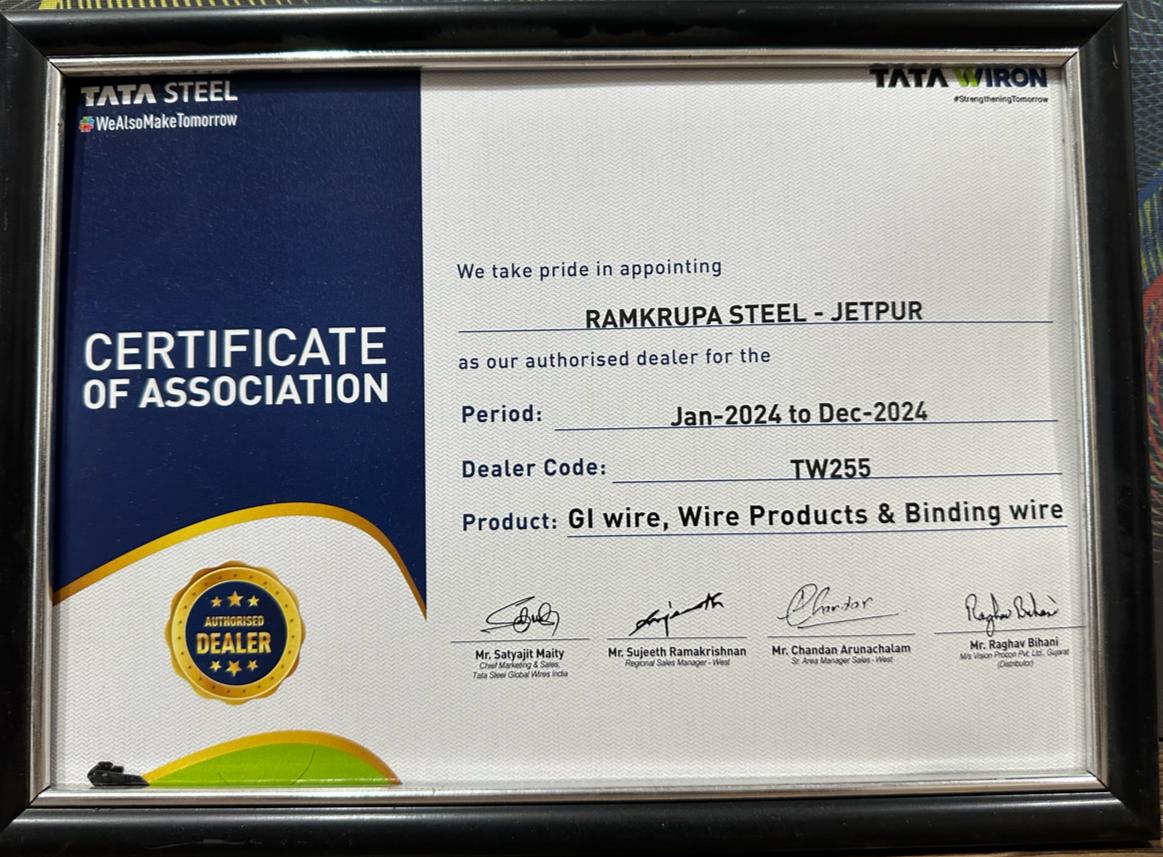 TATA STEEL
#WeAlsoMakeTomorrow
TATA WIRON
#StrengtheningTomorrow
CERTIFICATE
OF ASSOCIATION
We take pride in appointing
RAMKRUPA STEEL - JETPUR
as our authorised dealer for the
Period: Jan-2024 to Dec-2024
Dealer Code: TW255
Product: GI wire, Wire Products & Binding wire
AUTHORISED
DEALER
Mr. Satyajit Maity
Chief Marketing & Sales,
Tata Steel Global Wires India
Mr. Sujeeth Ramakrishnan
Regional Sales Manager - West
Mr. Chandan Arunachalam
Sr. Area Manager Sales - West
Raghav Bihani
Mr. Raghav Bihani
M/s Vision Procon Pvt. Ltd., Gujarat
(Distributor)